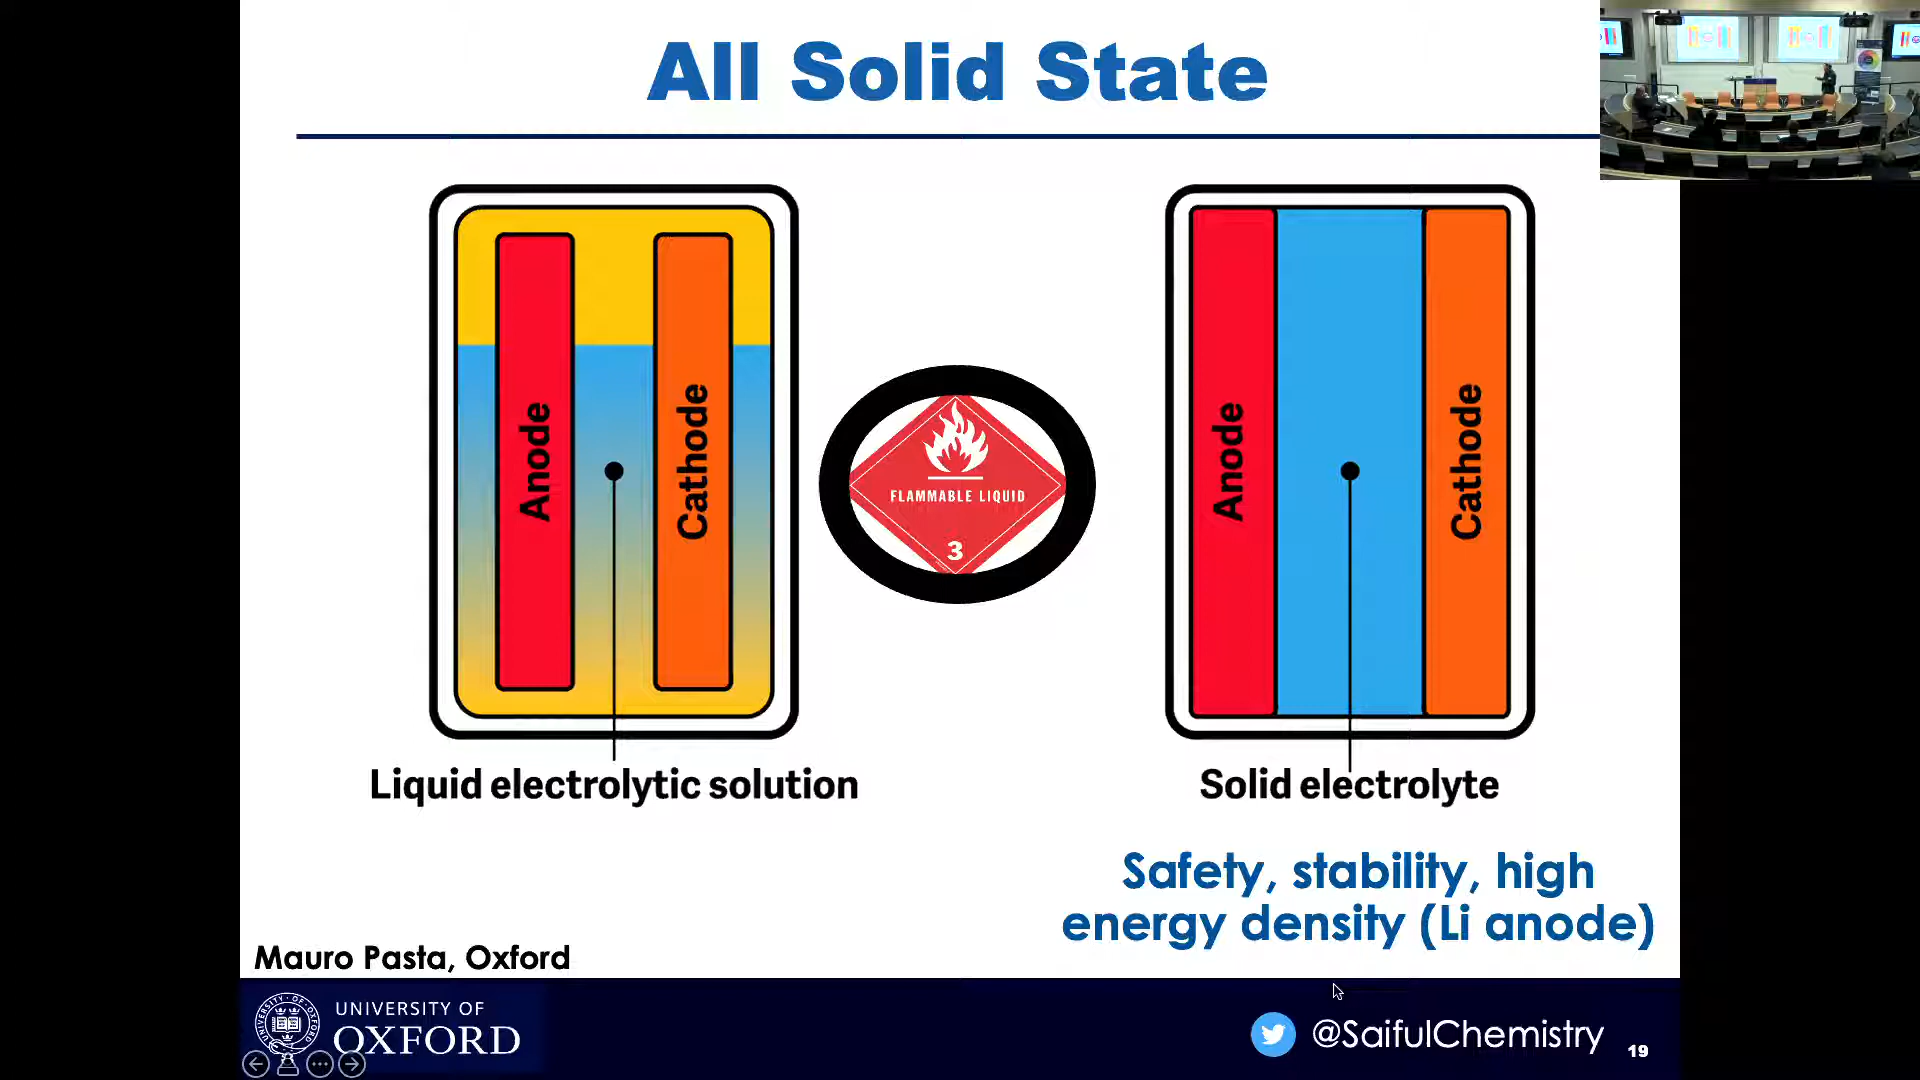 All Solid State
Anode
Cathode
FLAMMABLE LIQUID
3
Anode
Cathode
Liquid electrolytic solution
Solid electrolyte
Safety, stability, high
energy density (Li anode)
Mauro Pasta, Oxford
UNIVERSITY OF
OXFORD
@SaifulChemistry
19